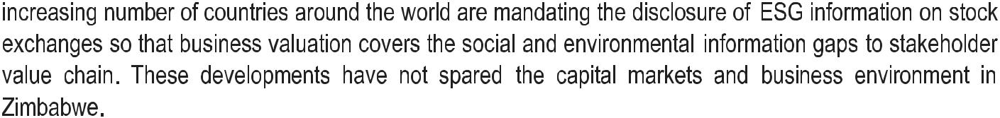 increasing number of countries around the world are mandating the disclosure of ESG information on stock
exchanges so that business valuation covers the social and environmental information gaps to stakeholder
value chain. These developments have not spared the capital markets and business environment in
Zimbabwe.